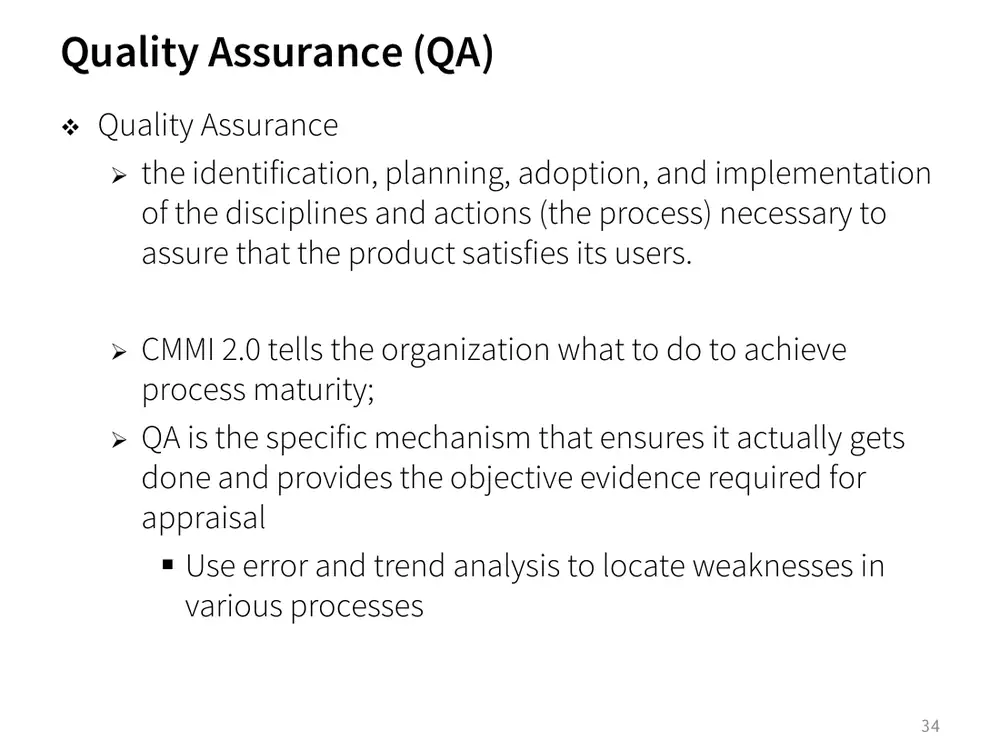 Quality Assurance (QA)
❖ Quality Assurance
➢ the identification, planning, adoption, and implementation
of the disciplines and actions (the process) necessary to
assure that the product satisfies its users.
➢ CMMI 2.0 tells the organization what to do to achieve
process maturity;
➢ QA is the specific mechanism that ensures it actually gets
done and provides the objective evidence required for
appraisal
▪ Use error and trend analysis to locate weaknesses in
various processes
34